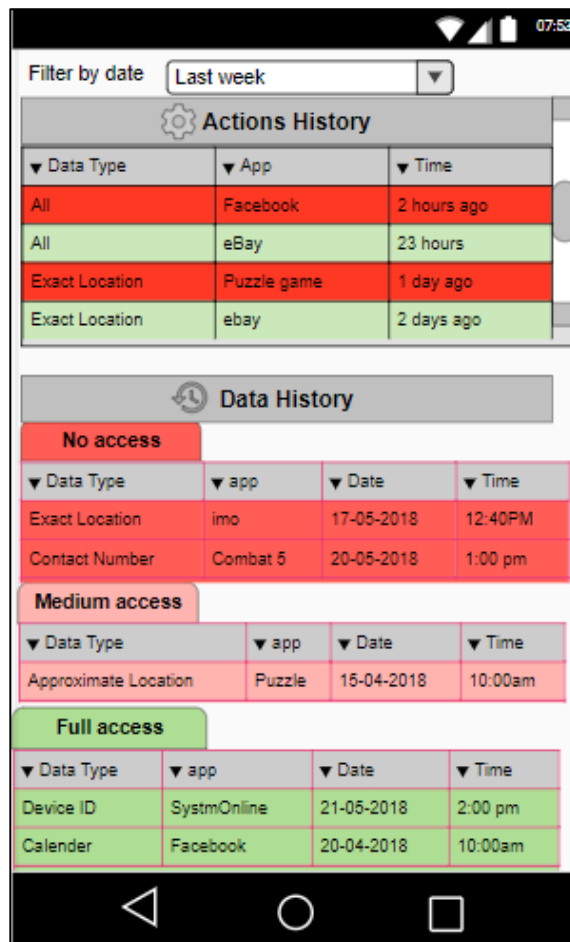 07:53
Filter by date Last week
Actions History
Data Type App Time
All Facebook 2 hours ago
All eBay 23 hours
Exact Location Puzzle game 1 day ago
Exact Location ebay 2 days ago
Data History
No access
Data Type app Date Time
Exact Location imo 17-05-2018 12:40PM
Contact Number Combat 5 20-05-2018 1:00 pm
Medium access
Data Type app Date Time
Approximate Location Puzzle 15-04-2018 10:00am
Full access
Data Type app Date Time
Device ID SystmOnline 21-05-2018 2:00 pm
Calender Facebook 20-04-2018 10:00am